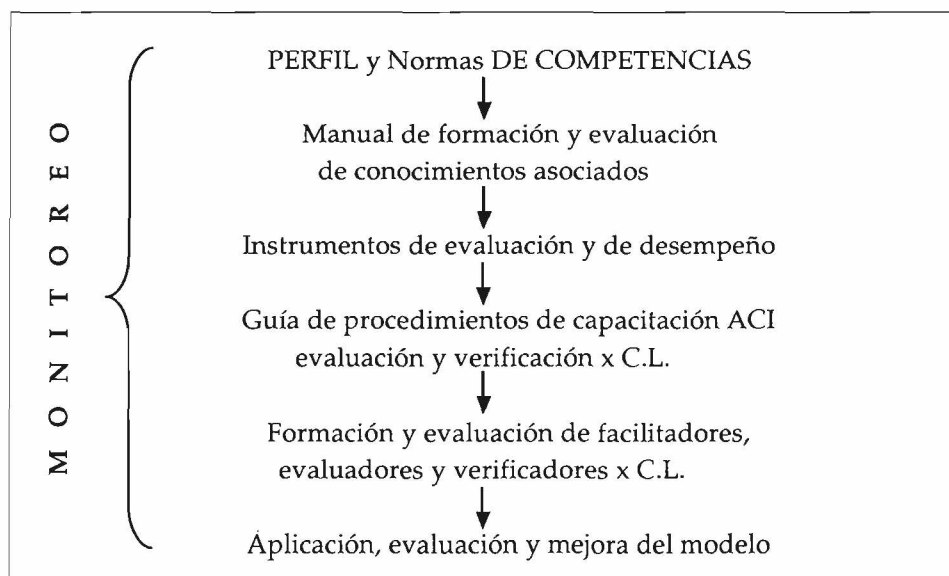 MONITOREO
PERFIL y Normas DE COMPETENCIAS
Manual de formación y evaluación
de conocimientos asociados
Instrumentos de evaluación y de desempeño
Guía de procedimientos de capacitación ACI
evaluación y verificación x C.L.
Formación y evaluación de facilitadores,
evaluadores y verificadores x C.L.
Aplicación, evaluación y mejora del modelo